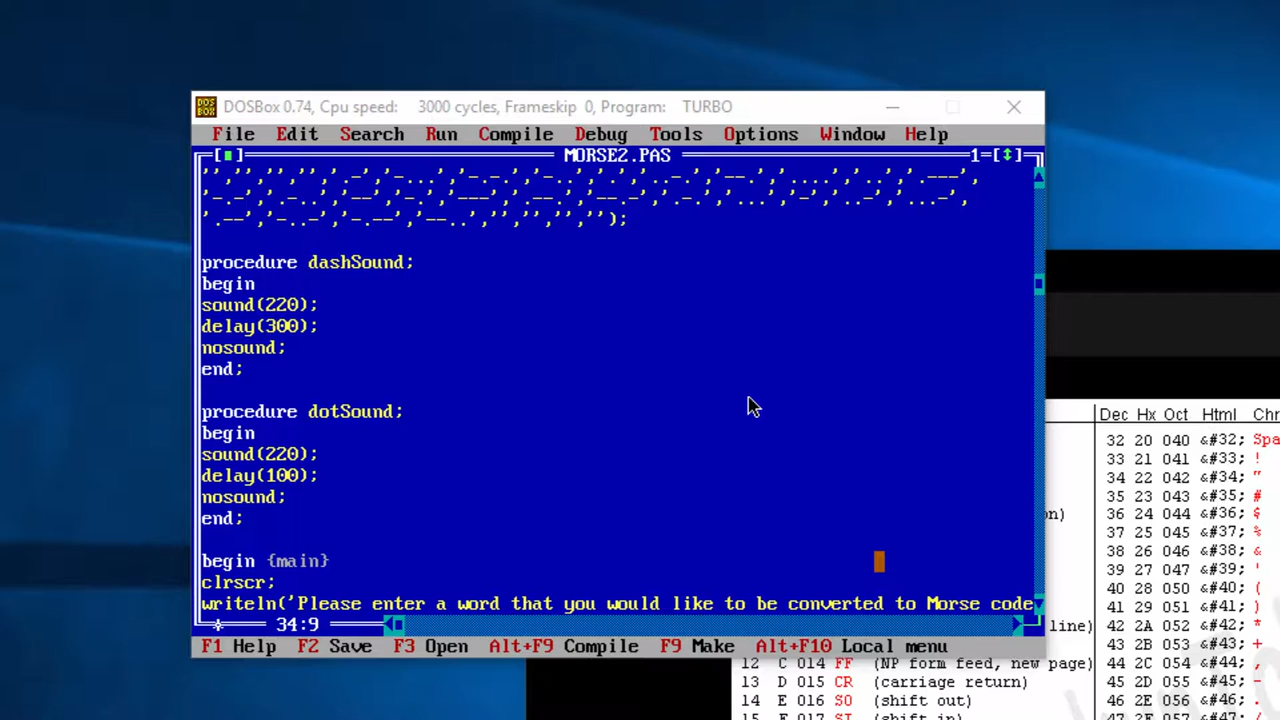 DOSBox 0.74, Cpu speed: 3000 cycles, Frameskip 0, Program: TURBO
File Edit Search Run Compile Debug Tools Options Window Help
MORSE2.PAS 1=[↕]
'.--','-..-','-.--','--..','','','','','');
procedure dashSound;
begin
sound(220);
delay(300);
nosound;
end;
procedure dotSound;
begin
sound(220);
delay(100);
nosound;
end;
begin {main}
clrscr;
writeln('Please enter a word that you would like to be converted to Morse code
34:9
F1 Help F2 Save F3 Open Alt+F9 Compile F9 Make Alt+F10 Local menu
Dec Hx Oct Html Chr
32 20 040 &#32; Spa
33 21 041 &#33; !
34 22 042 &#34; "
35 23 043 &#35; #
36 24 044 &#36; $
37 25 045 &#37; %
38 26 046 &#38; &
39 27 047 &#39; '
40 28 050 &#40; (
41 29 051 &#41; )
line) 42 2A 052 &#42; *
43 2B 053 &#43; +
12 C 014 FF (NP form feed, new page) 44 2C 054 &#44; ,
13 D 015 CR (carriage return) 45 2D 055 &#45; -
14 E 016 SO (shift out) 46 2E 056 &#46; .
15 F 017 SI (shift in)